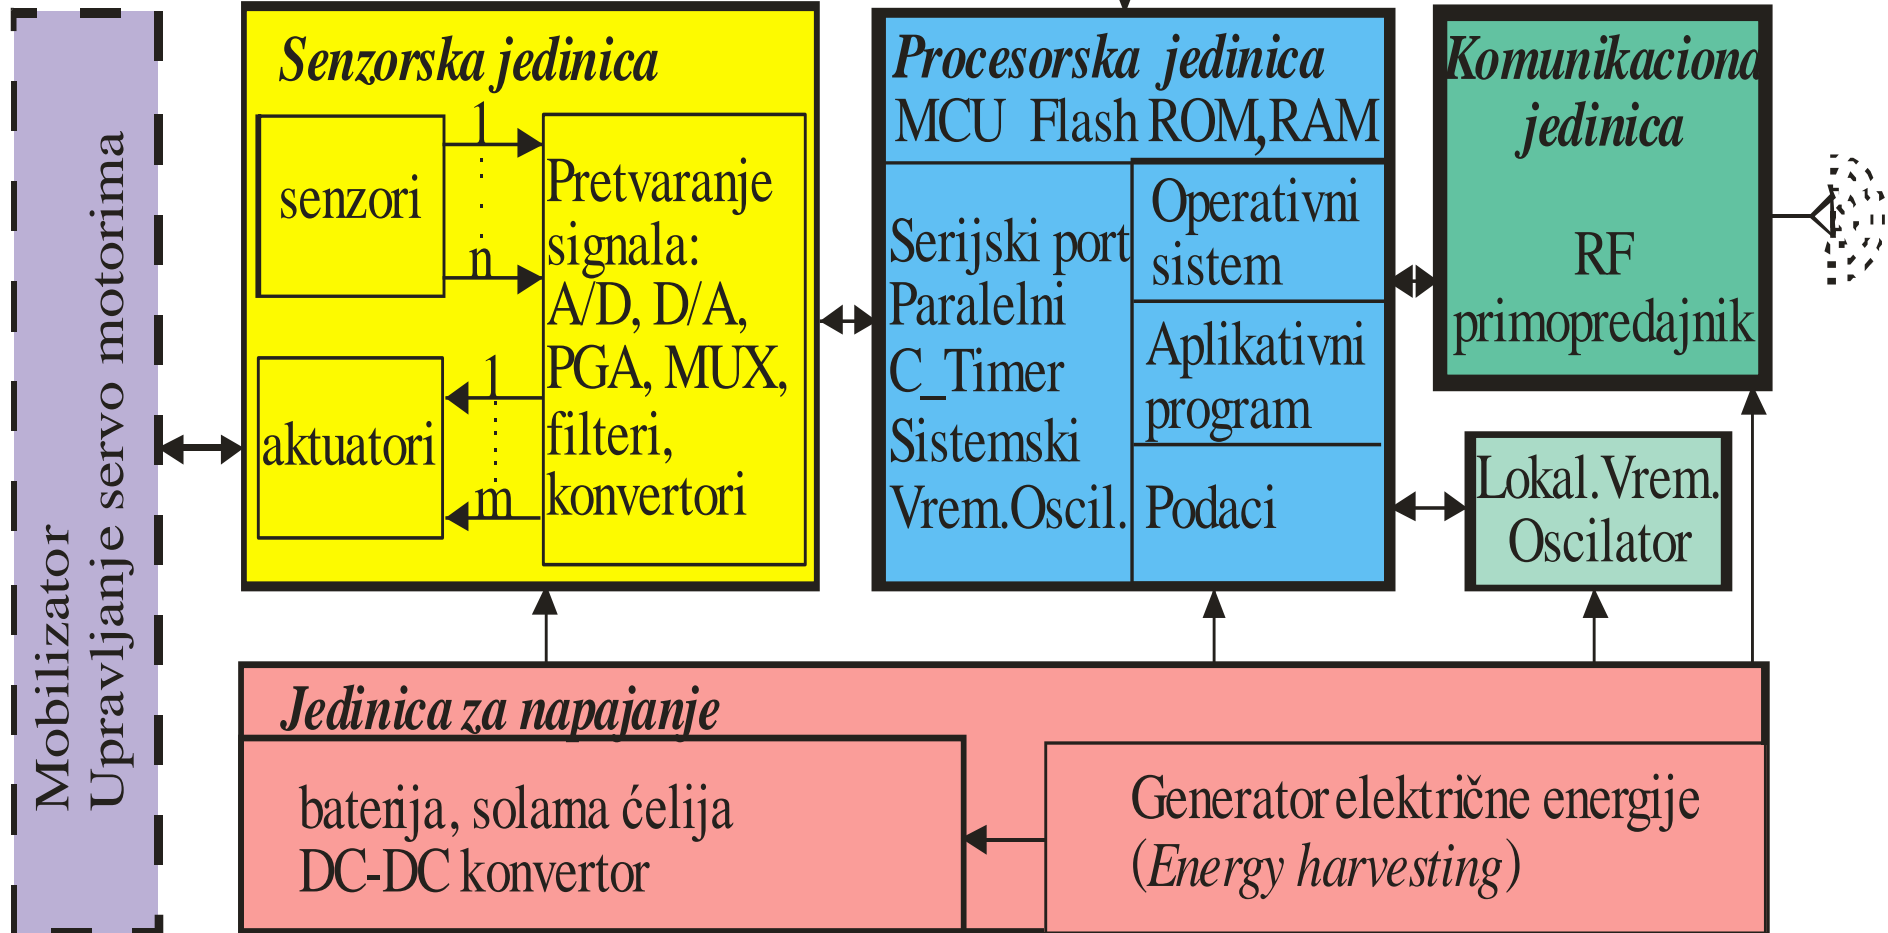 Mobilizator
Upravljanje servo motorima
Senzorska jedinica
senzori
1
n
aktuatori
1
m
Pretvaranje
signala:
A/D, D/A,
PGA, MUX,
filteri,
konvertori
Procesorska jedinica
MCU Flash ROM,RAM
Serijski port
Paralelni
C_Timer
Sistemski
Vrem.Oscil.
Operativni
sistem
Aplikativni
program
Podaci
Komunikaciona
jedinica
RF
primopredajnik
Lokal.Vrem.
Oscilator
Jedinica za napajanje
baterija, solarna ćelija
DC-DC konvertor
Generator električne energije
(Energy harvesting)